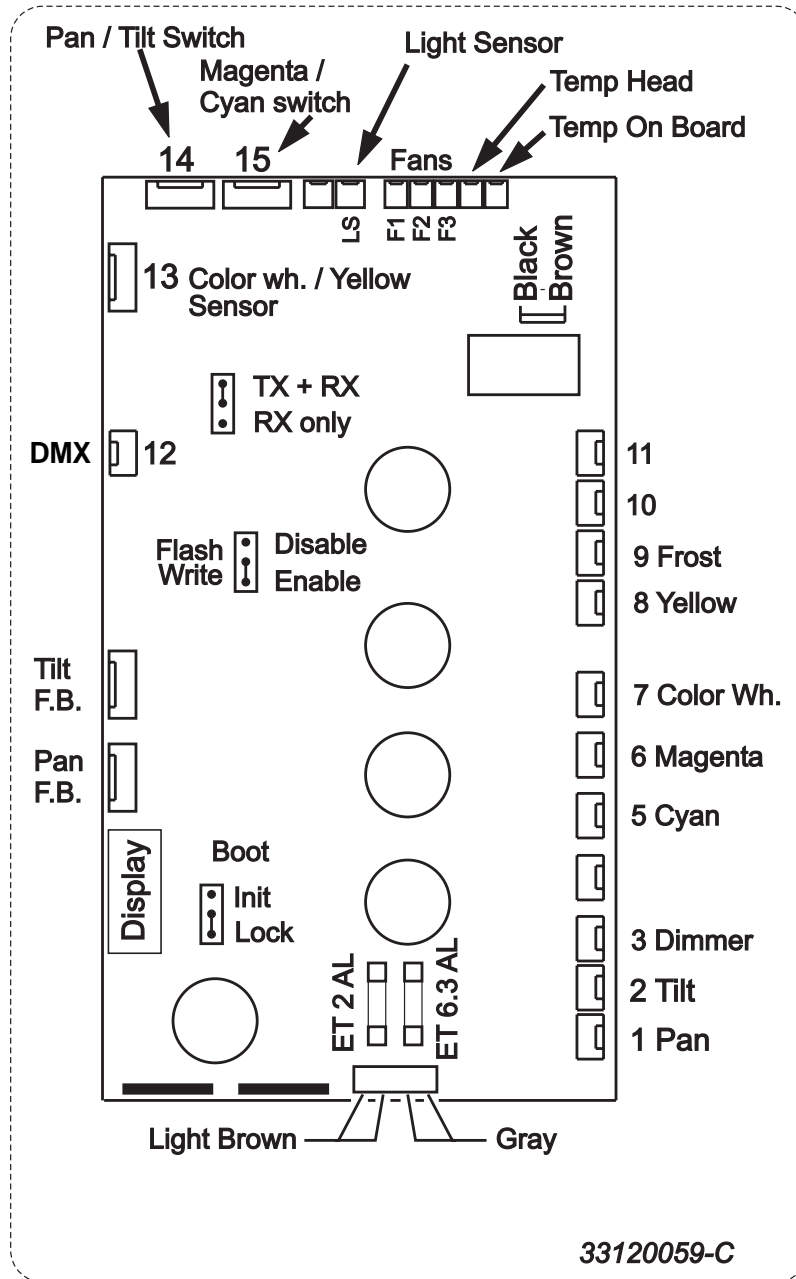 Pan / Tilt Switch
Light Sensor
Magenta /
Cyan switch
Temp Head
Temp On Board
14
15
Fans
LS
F1
F2
F3
Black
Brown
13 Color wh. / Yellow
Sensor
TX + RX
RX only
DMX
12
11
10
Flash
Write
Disable
Enable
9 Frost
8 Yellow
Tilt
F.B.
7 Color Wh.
Pan
F.B.
6 Magenta
5 Cyan
Display
Boot
Init
Lock
3 Dimmer
2 Tilt
1 Pan
ET 2 AL
ET 6.3 AL
Light Brown
Gray
33120059-C